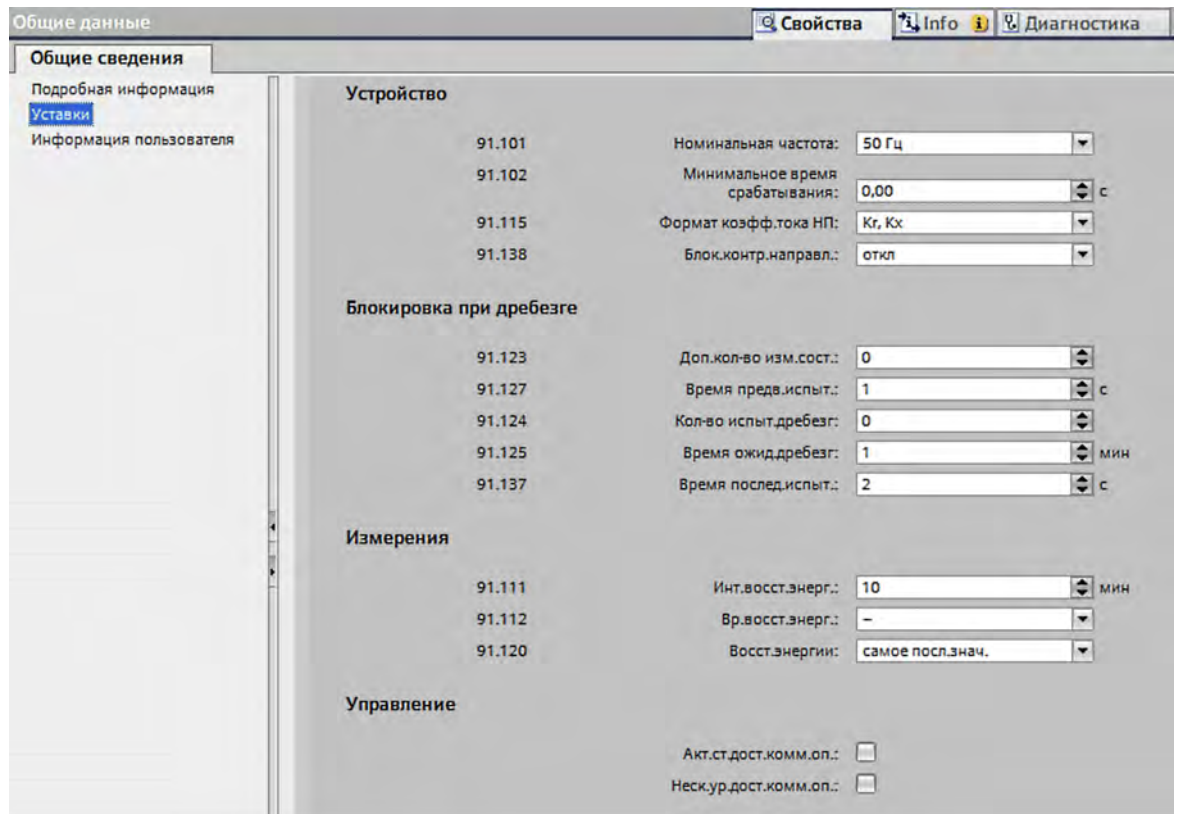 Общие данные
Свойства
Info
Диагностика
Общие сведения
Подробная информация
Уставки
Информация пользователя
Устройство
91.101 Номинальная частота: 50 Гц
91.102 Минимальное время
срабатывания: 0,00 с
91.115 Формат коэфф.тока НП: Kr, Kx
91.138 Блок.контр.направл.: откл
Блокировка при дребезге
91.123 Доп.кол-во изм.сост.: 0
91.127 Время предв.испыт.: 1 с
91.124 Кол-во испыт.дребезг: 0
91.125 Время ожид.дребезг: 1 мин
91.137 Время послед.испыт.: 2 с
Измерения
91.111 Инт.восст.энерг.: 10 мин
91.112 Вр.восст.энерг.: –
91.120 Восст.энергии: самое посл.знач.
Управление
Акт.ст.дост.комм.оп.:
Неск.ур.дост.комм.оп.: